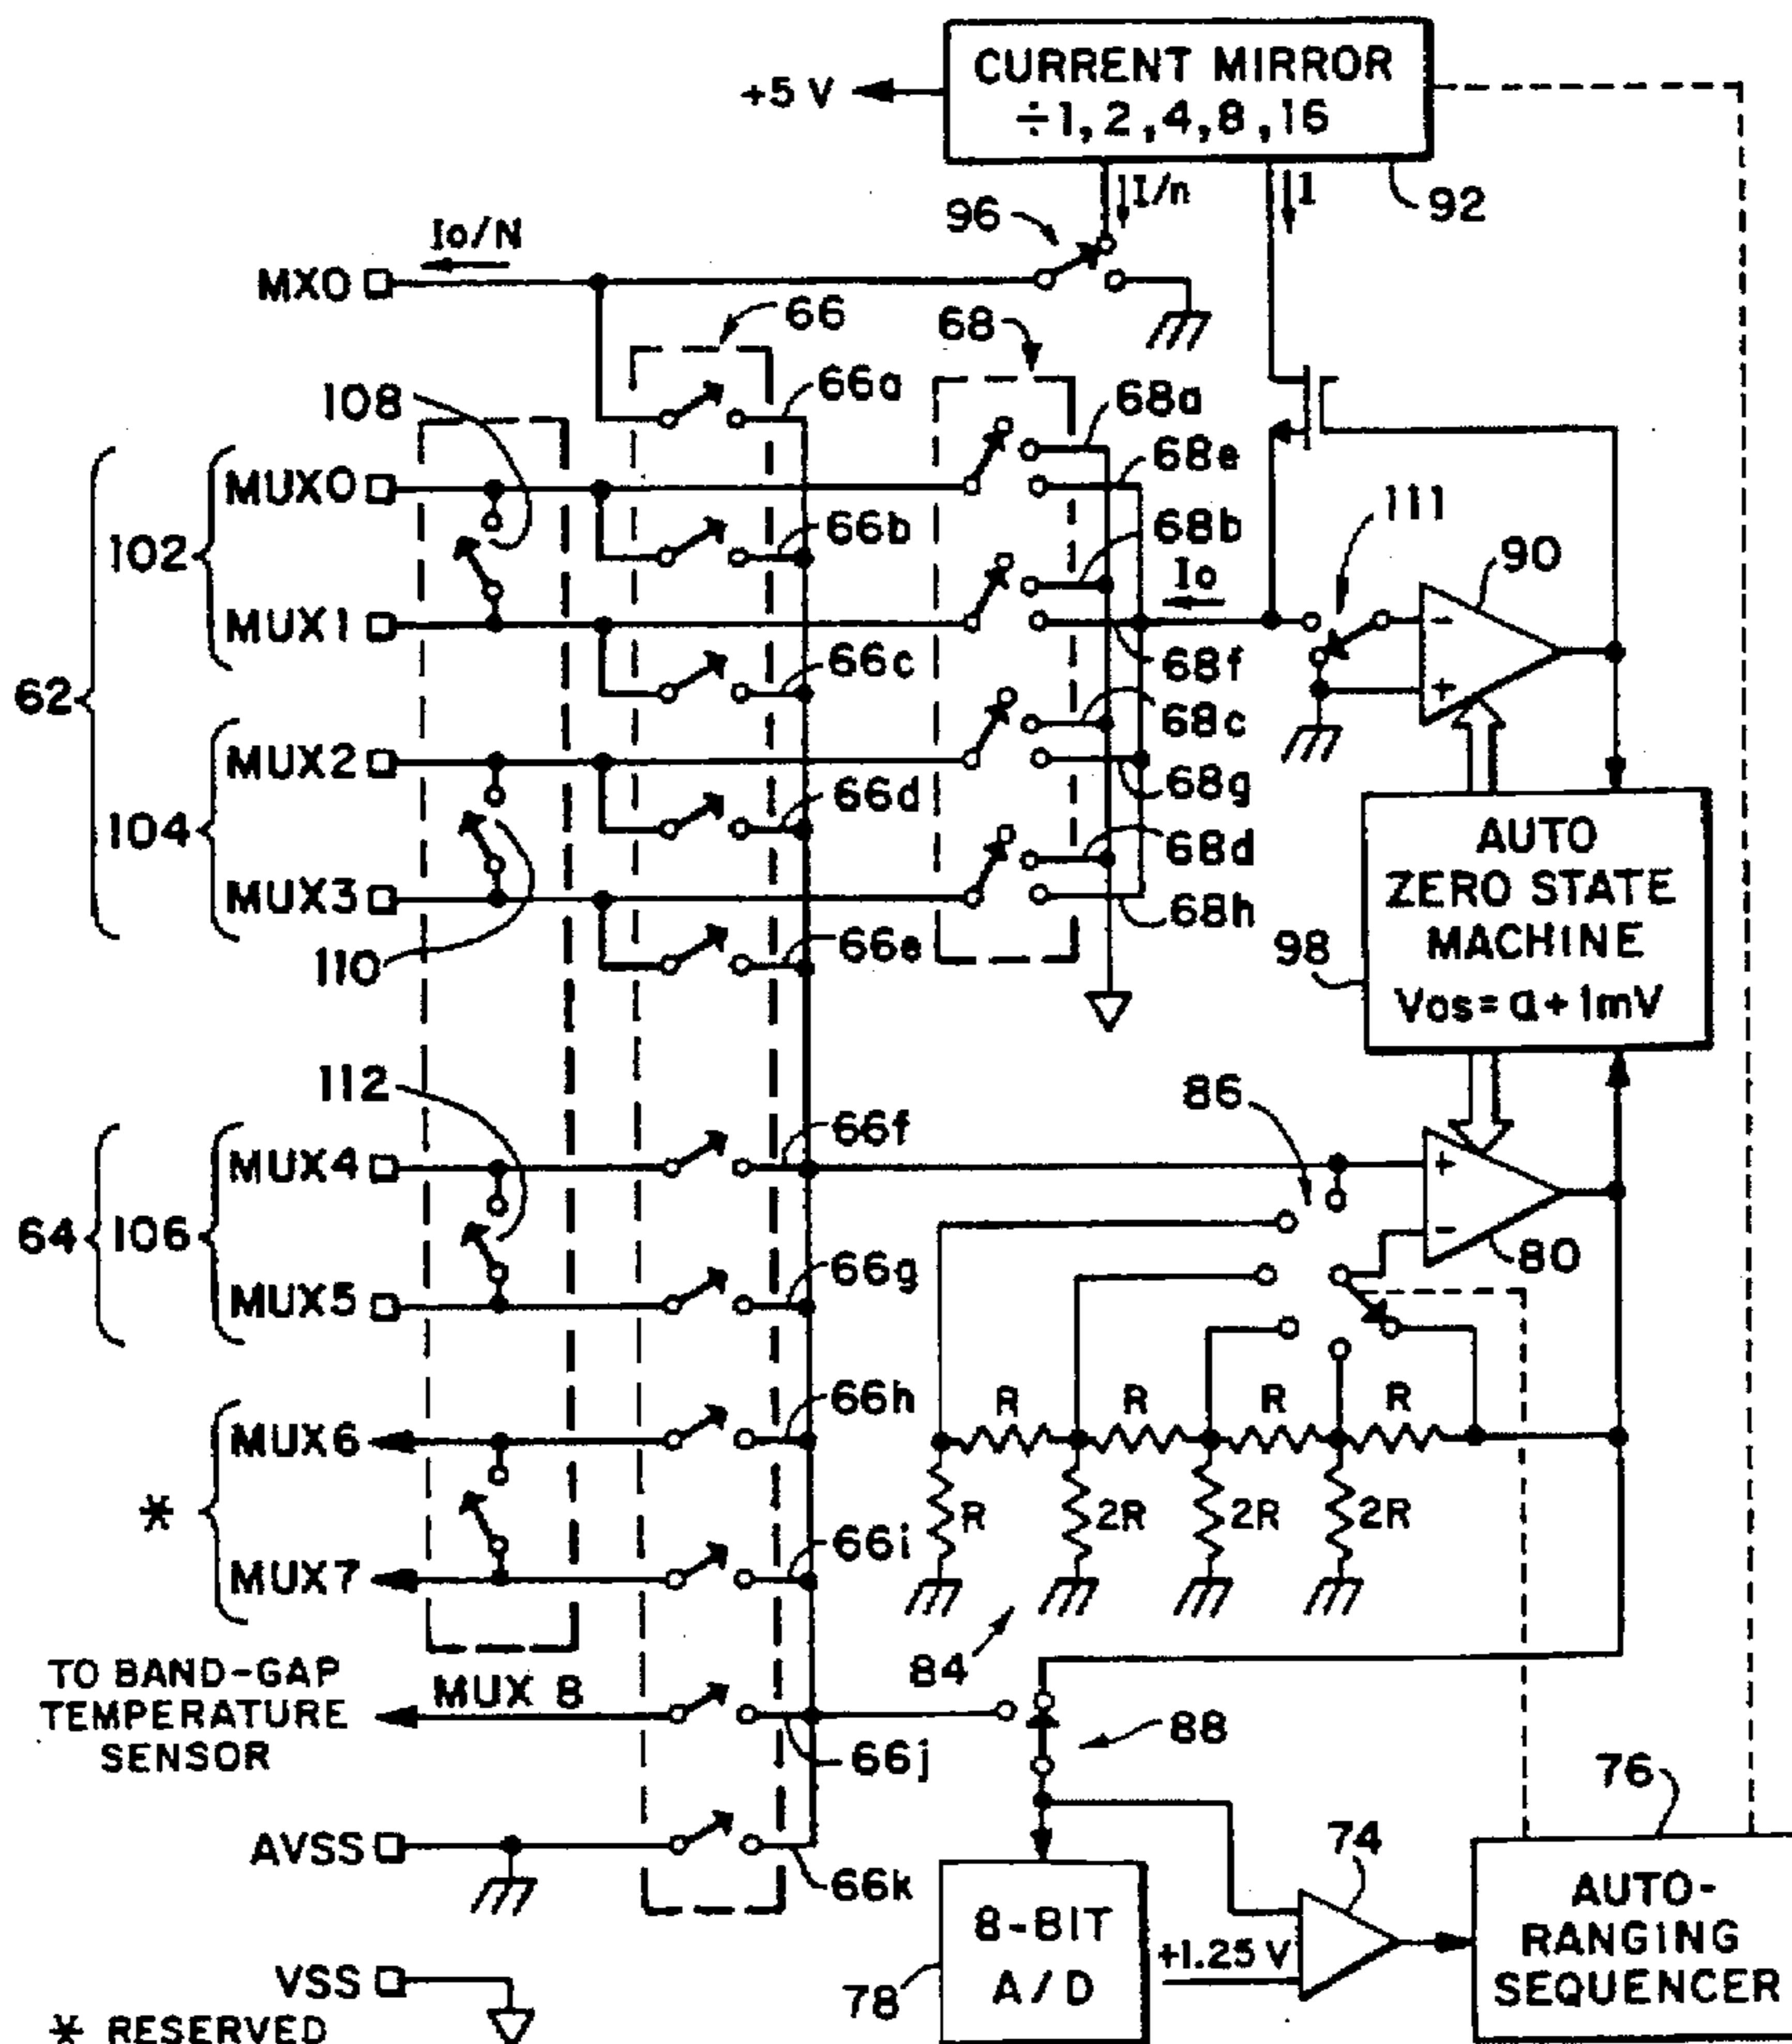 CURRENT MIRROR
÷1, 2, 4, 8, 16
+5 V
I/n
I
92
96
Io/N
MXO
66
68
108
66a
68a
68e
MUX0
66b
68b
111
102
Io
90
MUX1
66c
68f
62
68c
MUX2
66d
68g
104
68d
MUX3
66e
68h
110
AUTO
ZERO STATE
MACHINE
Vos = a + 1mV
98
112
86
66f
MUX4
64
106
66g
80
MUX5
66h
MUX6
R
R
R
R
*
R
2R
2R
2R
66i
MUX7
84
TO BAND-GAP
TEMPERATURE
SENSOR
MUX 8
88
66j
76
74
AVSS
66k
8-BIT
A/D
+1.25 V
AUTO-
RANGING
SEQUENCER
VSS
78
* RESERVED